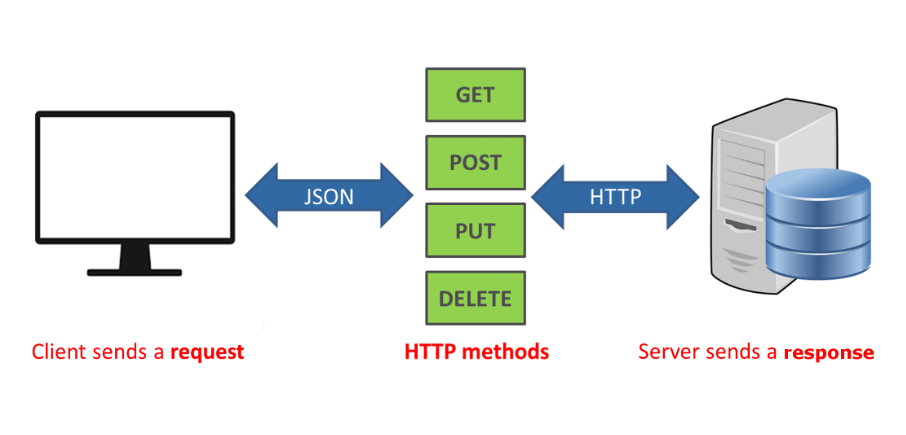 GET
POST
JSON
HTTP
PUT
DELETE
Client sends a request
HTTP methods
Server sends a response